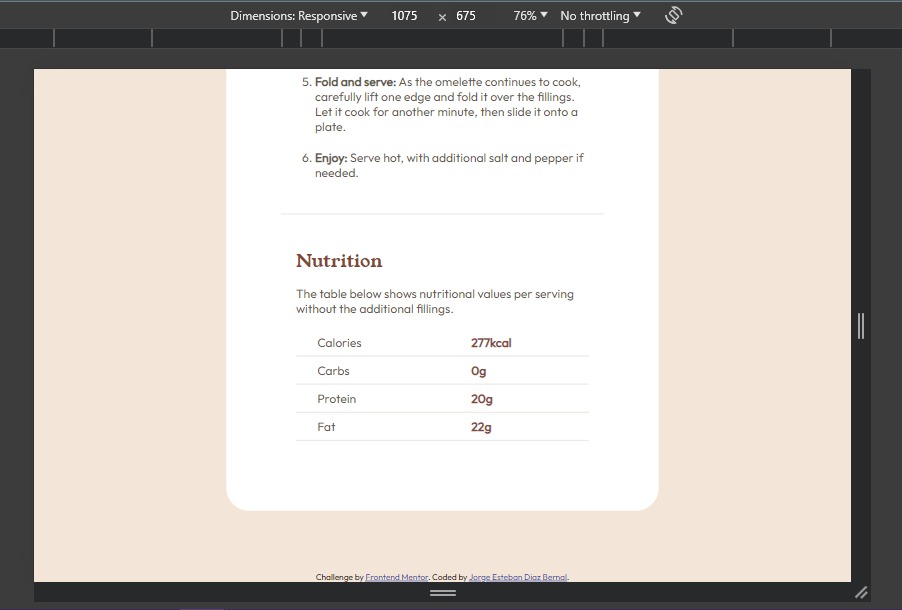 Dimensions: Responsive 1075 × 675 76% No throttling
5. Fold and serve: As the omelette continues to cook,
carefully lift one edge and fold it over the fillings.
Let it cook for another minute, then slide it onto a
plate.
6. Enjoy: Serve hot, with additional salt and pepper if
needed.
Nutrition
The table below shows nutritional values per serving
without the additional fillings.
Calories 277kcal
Carbs 0g
Protein 20g
Fat 22g
Challenge by Frontend Mentor. Coded by Jorge Esteban Diaz Bernal.